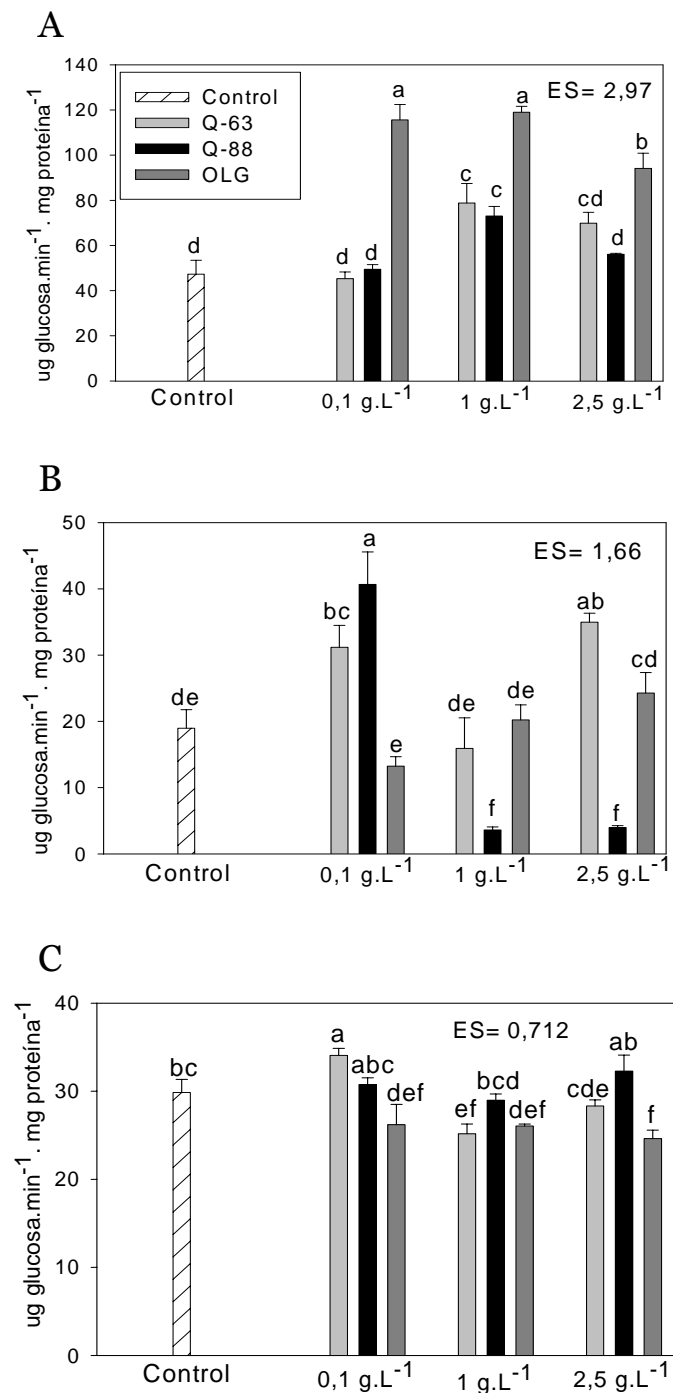 A
ug glucosa.min⁻¹ . mg proteína⁻¹
140
120
100
80
60
40
20
0
Control
Q-63
Q-88
OLG
ES= 2,97
d
d
d
a
c
c
a
cd
d
b
Control
0,1 g.L⁻¹
1 g.L⁻¹
2,5 g.L⁻¹
B
ug glucosa.min⁻¹ . mg proteína⁻¹
50
40
30
20
10
0
ES= 1,66
de
bc
a
e
de
f
de
ab
f
cd
Control
0,1 g.L⁻¹
1 g.L⁻¹
2,5 g.L⁻¹
C
ug glucosa.min⁻¹ . mg proteína⁻¹
40
30
20
10
0
ES= 0,712
bc
a
abc
def
ef
bcd
def
cde
ab
f
Control
0,1 g.L⁻¹
1 g.L⁻¹
2,5 g.L⁻¹